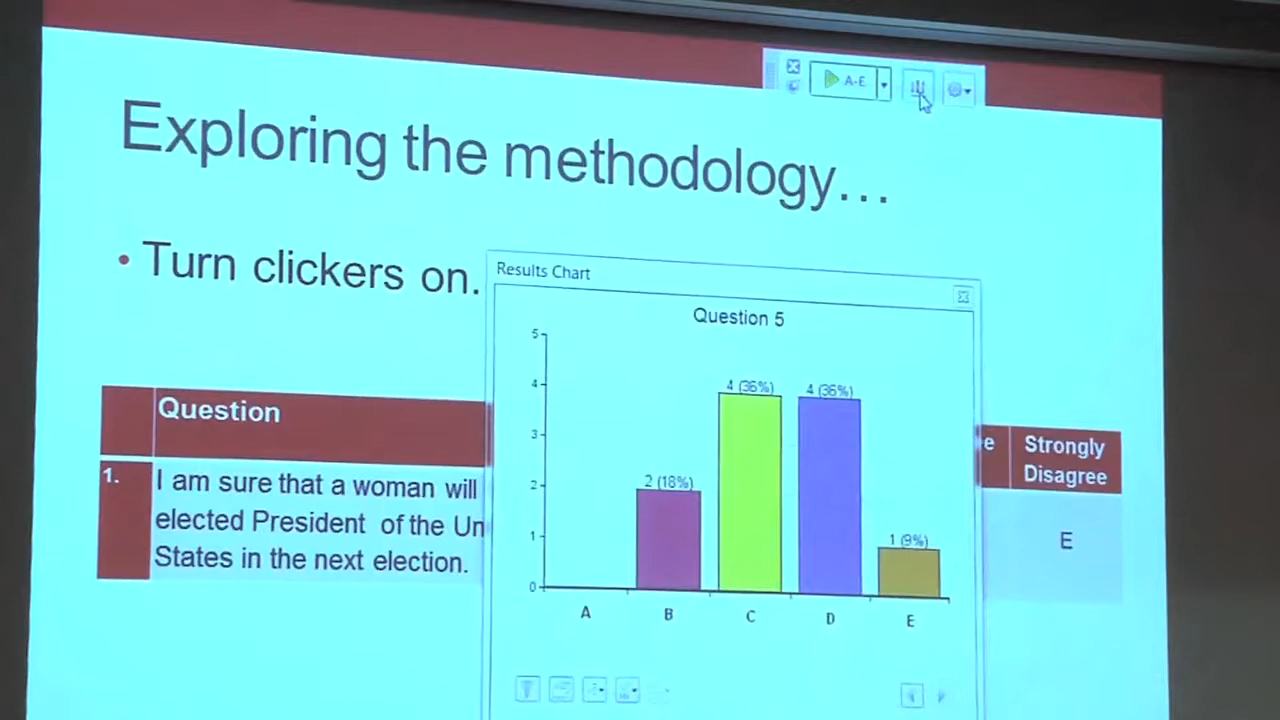 A-E
Exploring the methodology…
• Turn clickers on.
Results Chart
Question 5
5
4
3
2
1
0
2 (18%)
4 (36%)
4 (36%)
1 (9%)
A
B
C
D
E
Question
e
Strongly
Disagree
1.
I am sure that a woman will
elected President of the Un
States in the next election.
E